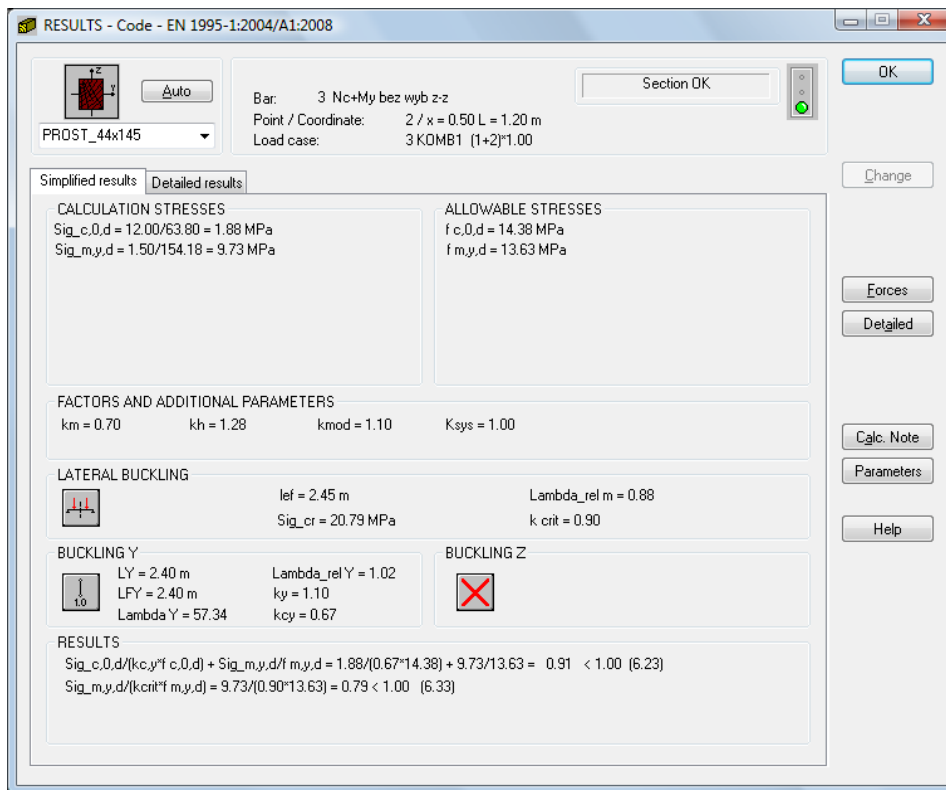 RESULTS - Code - EN 1995-1:2004/A1:2008
z
y
Auto
PROST_44x145
Bar: 3 Nc+My bez wyb z-z
Point / Coordinate: 2 / x = 0.50 L = 1.20 m
Load case: 3 KOMB1 (1+2)*1.00
Section OK
OK
Change
Forces
Detailed
Calc. Note
Parameters
Help
Simplified results
Detailed results
CALCULATION STRESSES
Sig_c,0,d = 12.00/63.80 = 1.88 MPa
Sig_m,y,d = 1.50/154.18 = 9.73 MPa
ALLOWABLE STRESSES
f c,0,d = 14.38 MPa
f m,y,d = 13.63 MPa
FACTORS AND ADDITIONAL PARAMETERS
km = 0.70 kh = 1.28 kmod = 1.10 Ksys = 1.00
LATERAL BUCKLING
lef = 2.45 m Lambda_rel m = 0.88
Sig_cr = 20.79 MPa k crit = 0.90
BUCKLING Y
1.0
LY = 2.40 m Lambda_rel Y = 1.02
LFY = 2.40 m ky = 1.10
Lambda Y = 57.34 kcy = 0.67
BUCKLING Z
RESULTS
Sig_c,0,d/(kc,y*f c,0,d) + Sig_m,y,d/f m,y,d = 1.88/(0.67*14.38) + 9.73/13.63 = 0.91 < 1.00 (6.23)
Sig_m,y,d/(kcrit*f m,y,d) = 9.73/(0.90*13.63) = 0.79 < 1.00 (6.33)